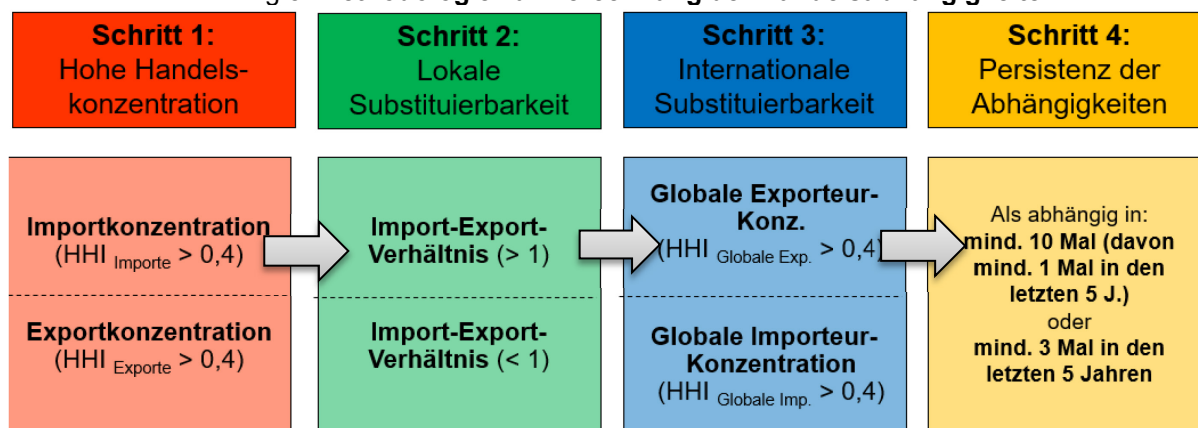 Schritt 1:
Hohe Handels-
konzentration
Schritt 2:
Lokale
Substituierbarkeit
Schritt 3:
Internationale
Substituierbarkeit
Schritt 4:
Persistenz der
Abhängigkeiten
Importkonzentration
(HHI Importe > 0,4)
Exportkonzentration
(HHI Exporte > 0,4)
Import-Export-
Verhältnis (> 1)
Import-Export-
Verhältnis (< 1)
Globale Exporteur-
Konz.
(HHI Globale Exp. > 0,4)
Globale Importeur-
Konzentration
(HHI Globale Imp. > 0,4)
Als abhängig in:
mind. 10 Mal (davon
mind. 1 Mal in den
letzten 5 J.)
oder
mind. 3 Mal in den
letzten 5 Jahren